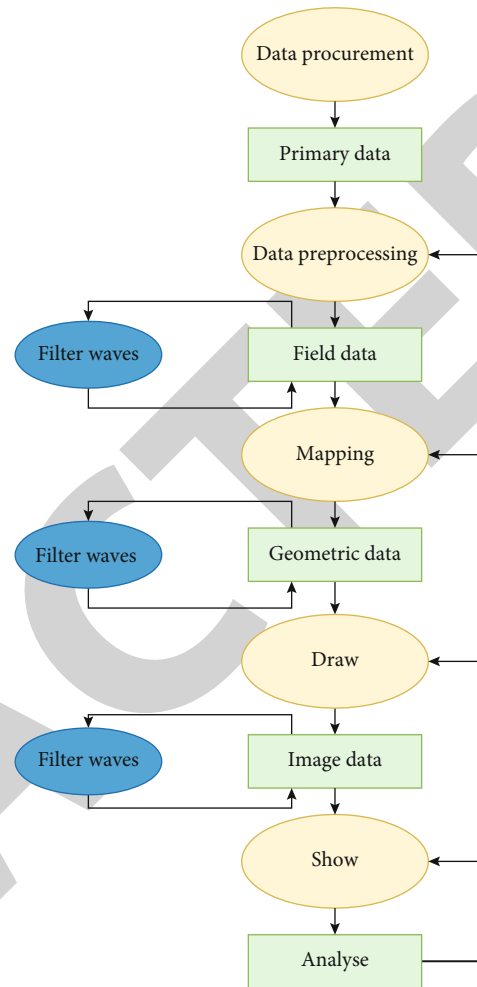 Data procurement
Primary data
Data preprocessing
Filter waves
Field data
Mapping
Filter waves
Geometric data
Draw
Filter waves
Image data
Show
Analyse